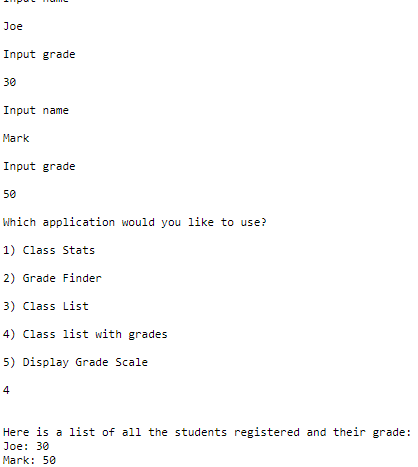 Input name
Joe
Input grade
30
Input name
Mark
Input grade
50
Which application would you like to use?
1) Class Stats
2) Grade Finder
3) Class List
4) Class list with grades
5) Display Grade Scale
4
Here is a list of all the students registered and their grade:
Joe: 30
Mark: 50